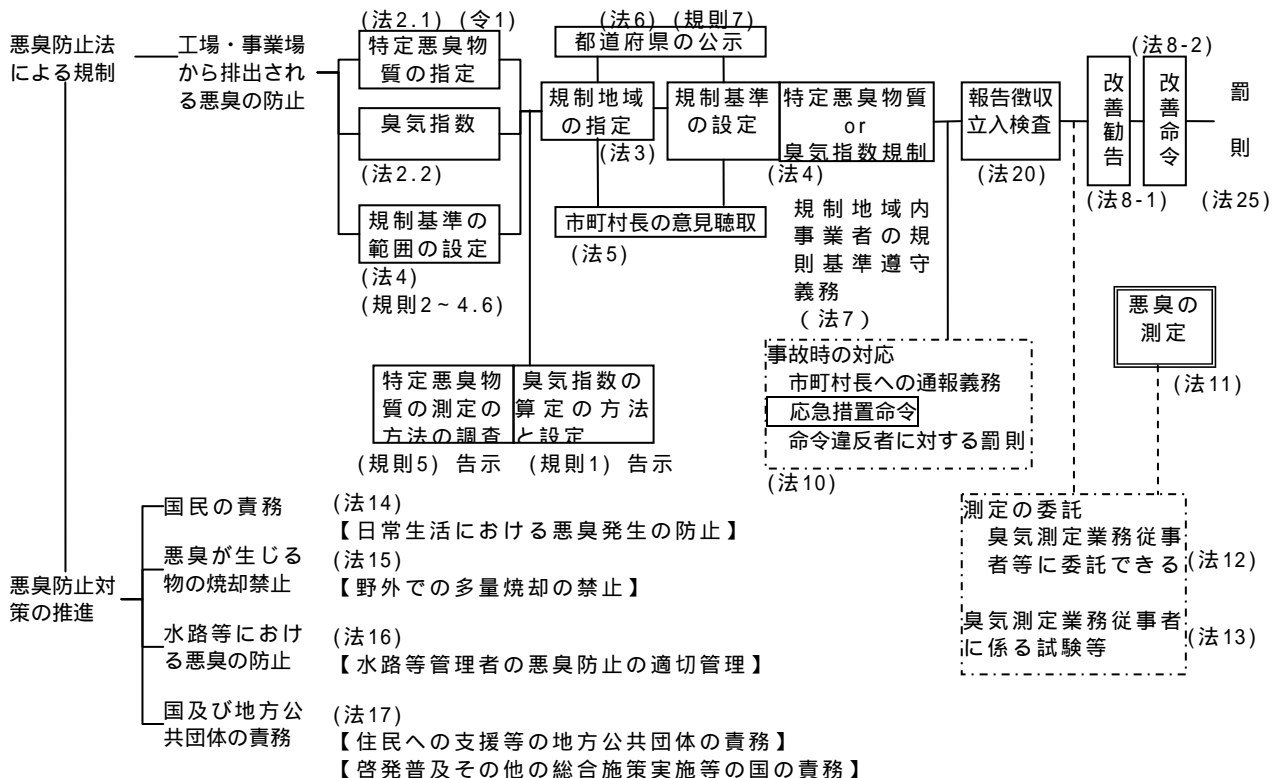 (法2.1) (令1)
悪臭防止法
による規制
工場・事業場
から排出され
る悪臭の防止
特定悪臭物
質の指定
臭気指数
(法2.2)
規制基準の
範囲の設定
(法4)
(規則2~4.6)
(法6) (規則7)
都道府県の公示
規制地域
の指定
(法3)
規制基準
の設定
市町村長の意見聴取
(法5)
特定悪臭物質
or
臭気指数規制
(法4)
規制地域内
事業者の規
則基準遵守
義務
(法7)
報告徴収
立入検査
(法20)
(法8-2)
改善勧告
改善命令
罰則
(法8-1)
(法25)
悪臭の
測定
(法11)
特定悪臭物
質の測定の
方法の調査
臭気指数の
算定の方法
と設定
(規則5) 告示
(規則1) 告示
事故時の対応
市町村長への通報義務
応急措置命令
命令違反者に対する罰則
(法10)
測定の委託
臭気測定業務従事
者等に委託できる
(法12)
臭気測定業務従事者
に係る試験等
(法13)
悪臭防止対
策の推進
国民の責務
(法14)
【日常生活における悪臭発生の防止】
悪臭が生じる
物の焼却禁止
(法15)
【野外での多量焼却の禁止】
水路等におけ
る悪臭の防止
(法16)
【水路等管理者の悪臭防止の適切管理】
国及び地方公
共団体の責務
(法17)
【住民への支援等の地方公共団体の責務】
【啓発普及その他の総合施策実施等の国の責務】